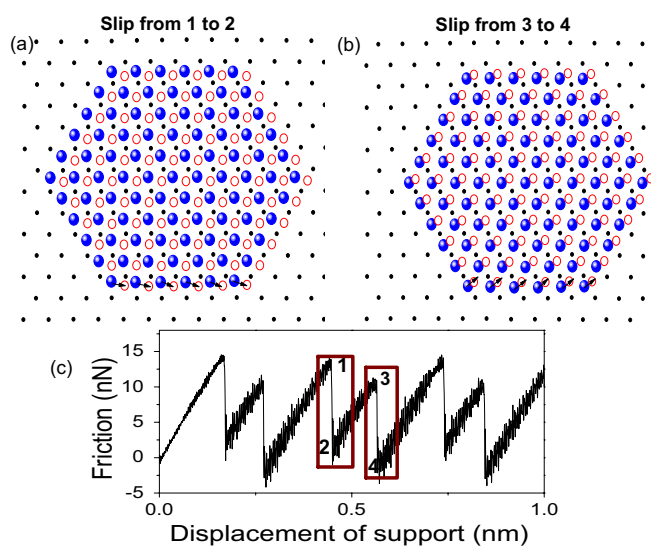 Slip from 1 to 2
Slip from 3 to 4
(a)
(b)
(c)
Friction (nN)
15
10
5
0
-5
1
2
3
4
0.0
0.5
1.0
Displacement of support (nm)